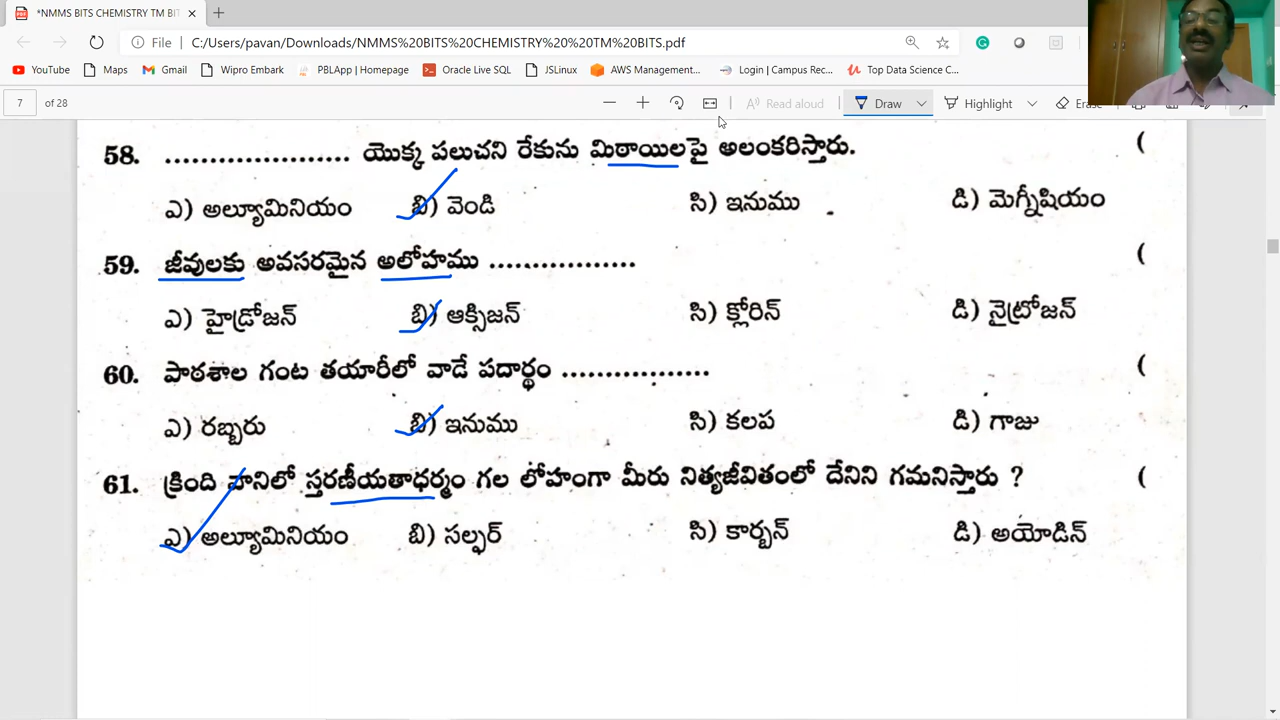 *NMMS BITS CHEMISTRY TM BIT
File C:/Users/pavan/Downloads/NMMS%20BITS%20CHEMISTRY%20%20TM%20BITS.pdf
YouTube Maps Gmail Wipro Embark PBLApp | Homepage Oracle Live SQL JSLinux AWS Management... Login | Campus Rec... Top Data Science C...
7 of 28 Read aloud Draw Highlight Erase
58. ..................... యొక్క పలుచని రేకును మిఠాయిలపై అలంకరిస్తారు. (
ఎ) అల్యూమినియం బి) వెండి సి) ఇనుము డి) మెగ్నీషియం
59. జీవులకు అవసరమైన అలోహము ................. (
ఎ) హైడ్రోజన్ బి) ఆక్సిజన్ సి) క్లోరిన్ డి) నైట్రోజన్
60. పాఠశాల గంట తయారీలో వాడే పదార్థం ................. (
ఎ) రబ్బరు బి) ఇనుము సి) కలప డి) గాజు
61. క్రింది వానిలో స్తరణీయతాధర్మం గల లోహంగా మీరు నిత్యజీవితంలో దేనిని గమనిస్తారు ? (
ఎ) అల్యూమినియం బి) సల్ఫర్ సి) కార్బన్ డి) అయోడిన్